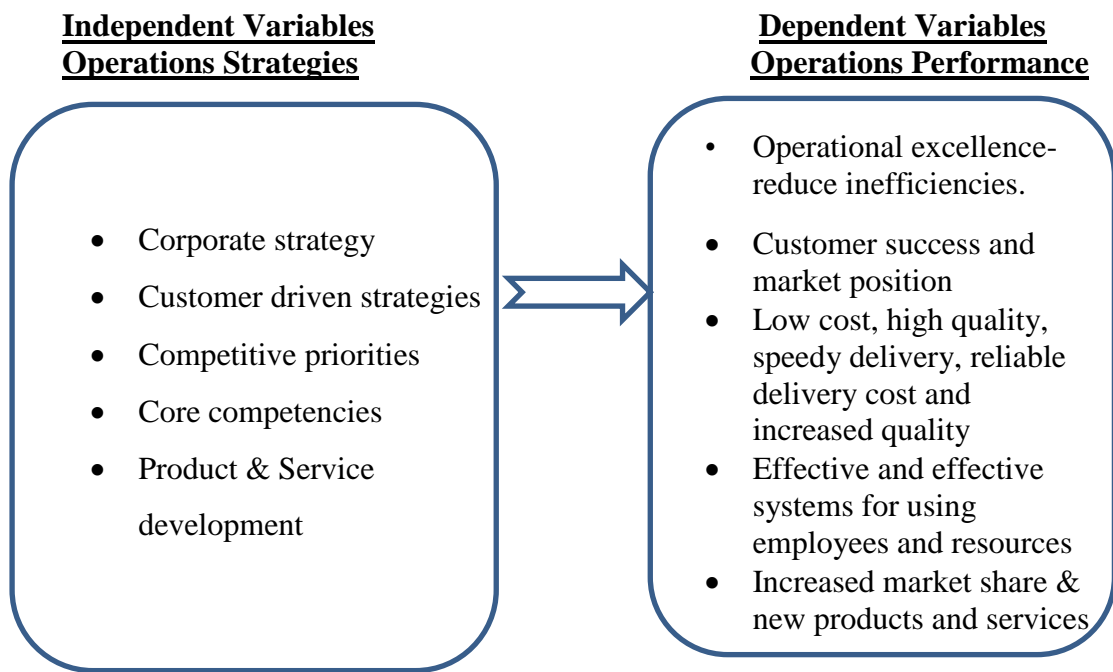 Independent Variables
Operations Strategies
• Corporate strategy
• Customer driven strategies
• Competitive priorities
• Core competencies
• Product & Service
development
Dependent Variables
Operations Performance
• Operational excellence-
reduce inefficiencies.
• Customer success and
market position
• Low cost, high quality,
speedy delivery, reliable
delivery cost and
increased quality
• Effective and effective
systems for using
employees and resources
• Increased market share &
new products and services